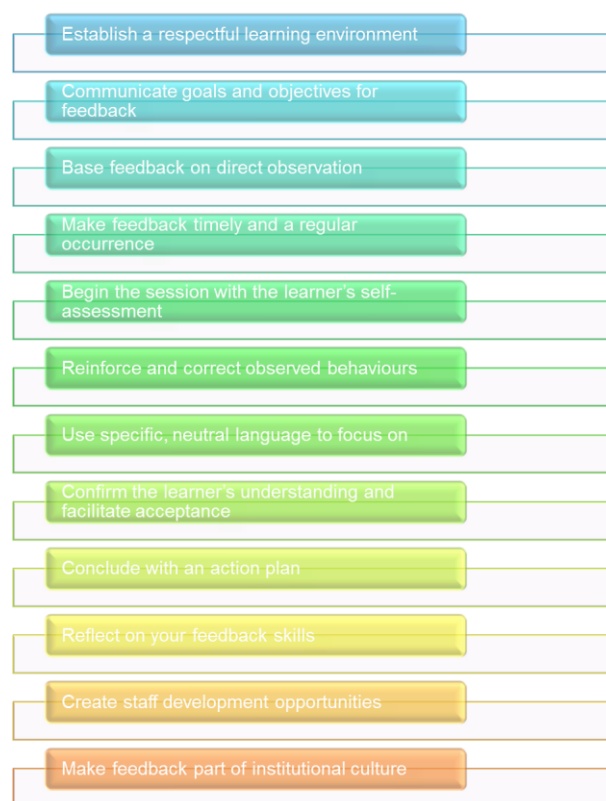 Establish a respectful learning environment
Communicate goals and objectives for
feedback
Base feedback on direct observation
Make feedback timely and a regular
occurrence
Begin the session with the learner's self-
assessment
Reinforce and correct observed behaviours
Use specific, neutral language to focus on
Confirm the learner's understanding and
facilitate acceptance
Conclude with an action plan
Reflect on your feedback skills
Create staff development opportunities
Make feedback part of institutional culture